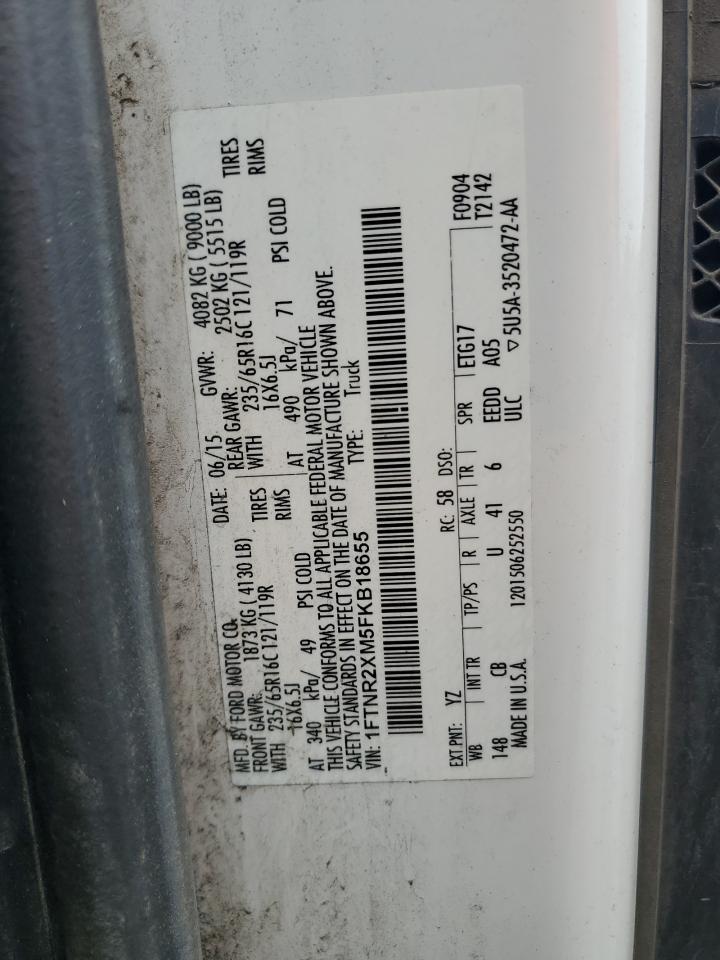 MFD. BY FORD MOTOR CO. DATE: 06/15 GVWR: 4082 KG ( 9000 LB)
FRONT GAWR: 1873 KG ( 4130 LB) REAR GAWR: 2502 KG ( 5515 LB)
WITH 235/65R16C 121/119R TIRES WITH 235/65R16C 121/119R TIRES
16X6.5J RIMS 16X6.5J RIMS
AT 340 kPa/ 49 PSI COLD AT 490 kPa/ 71 PSI COLD
THIS VEHICLE CONFORMS TO ALL APPLICABLE FEDERAL MOTOR VEHICLE
SAFETY STANDARDS IN EFFECT ON THE DATE OF MANUFACTURE SHOWN ABOVE.
VIN: 1FTNR2XM5FKB18655 TYPE: Truck
EXT PNT: YZ RC: 58 DSO: F0904
WB INT TR TP/PS R AXLE TR SPR ETG17 T2142
148 CB U 41 6 EEDD A05
MADE IN U.S.A. 1201506252550 ULC ▽5U5A-3520472-AA